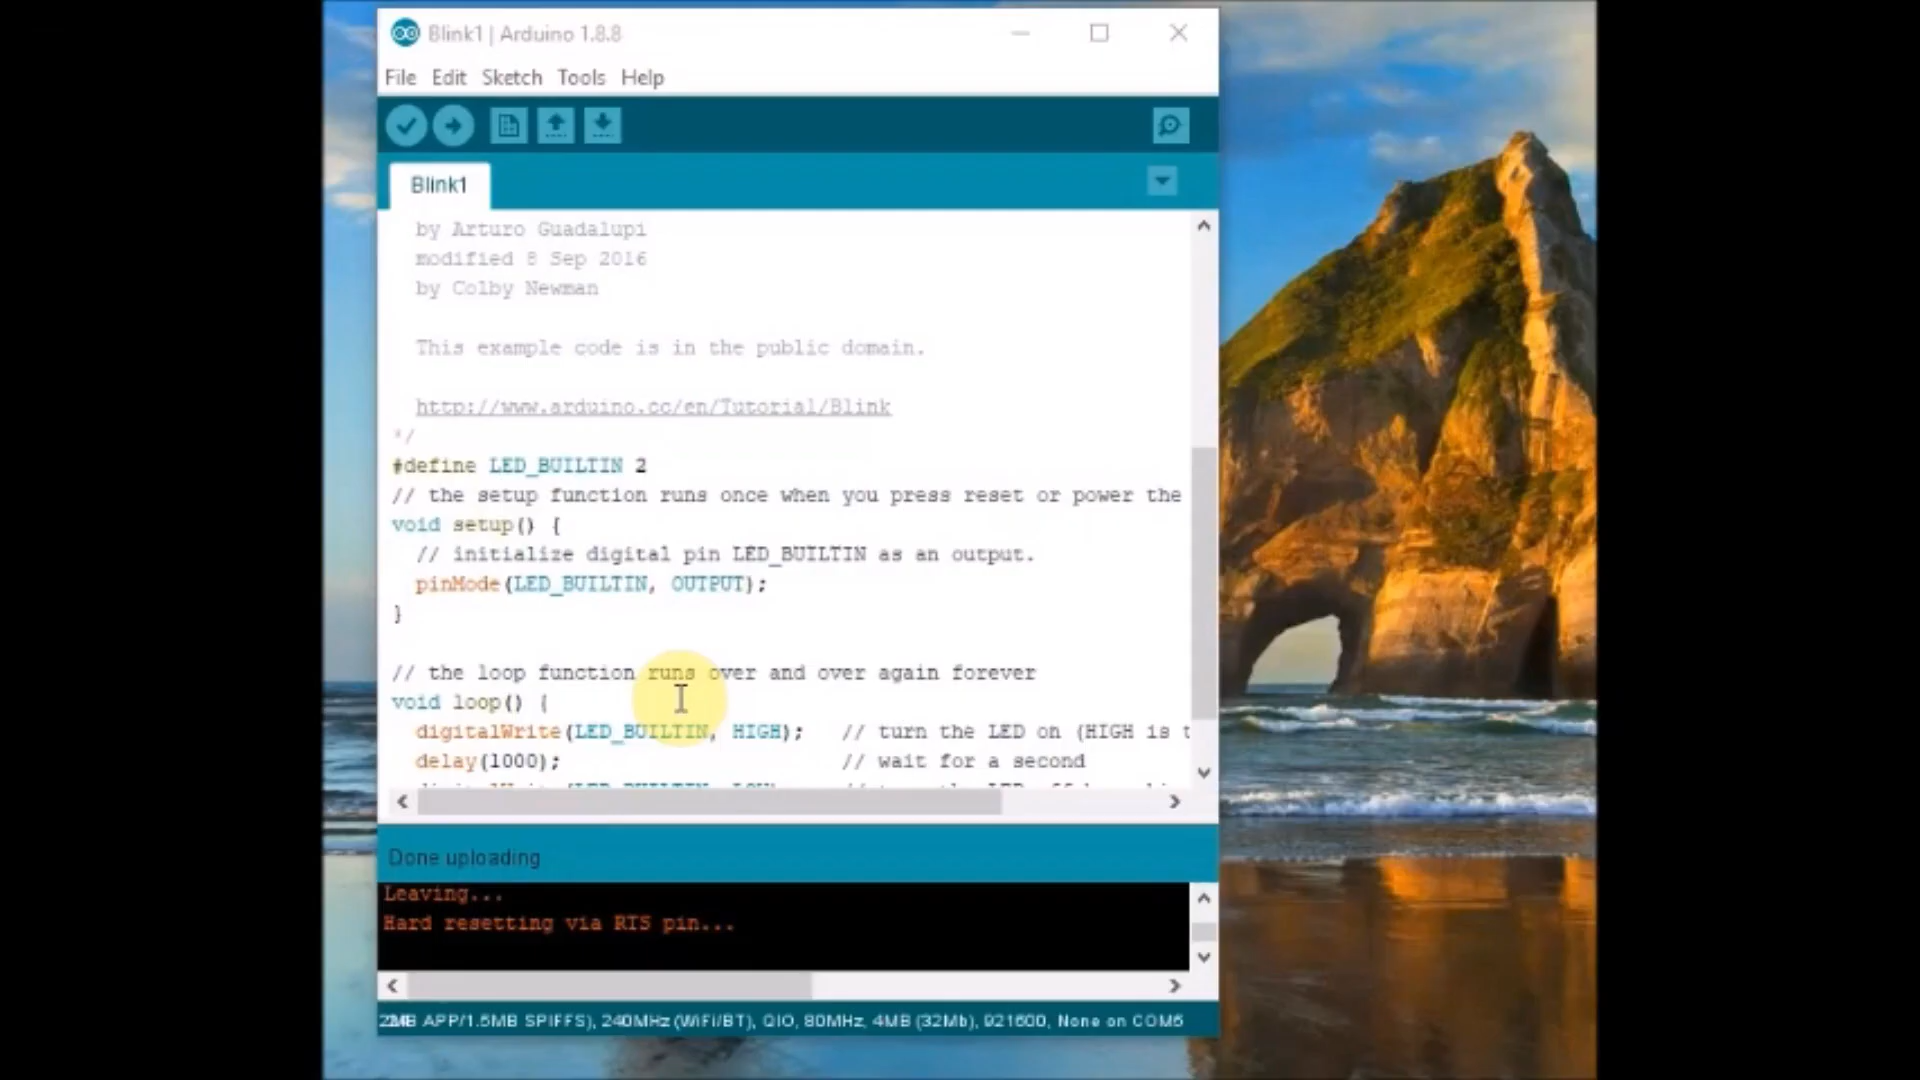 Blink1 | Arduino 1.8.8
File Edit Sketch Tools Help
Blink1
by Arturo Guadalupi
modified 8 Sep 2016
by Colby Newman
This example code is in the public domain.
http://www.arduino.cc/en/Tutorial/Blink
*/
#define LED_BUILTIN 2
// the setup function runs once when you press reset or power the
void setup() {
// initialize digital pin LED_BUILTIN as an output.
pinMode(LED_BUILTIN, OUTPUT);
}
// the loop function runs over and over again forever
void loop() {
digitalWrite(LED_BUILTIN, HIGH); // turn the LED on (HIGH is t
delay(1000); // wait for a second
Done uploading
Leaving...
Hard resetting via RTS pin...
MB APP/1.5MB SPIFFS), 240MHz (WiFi/BT), QIO, 80MHz, 4MB (32Mb), 921600, None on COM6